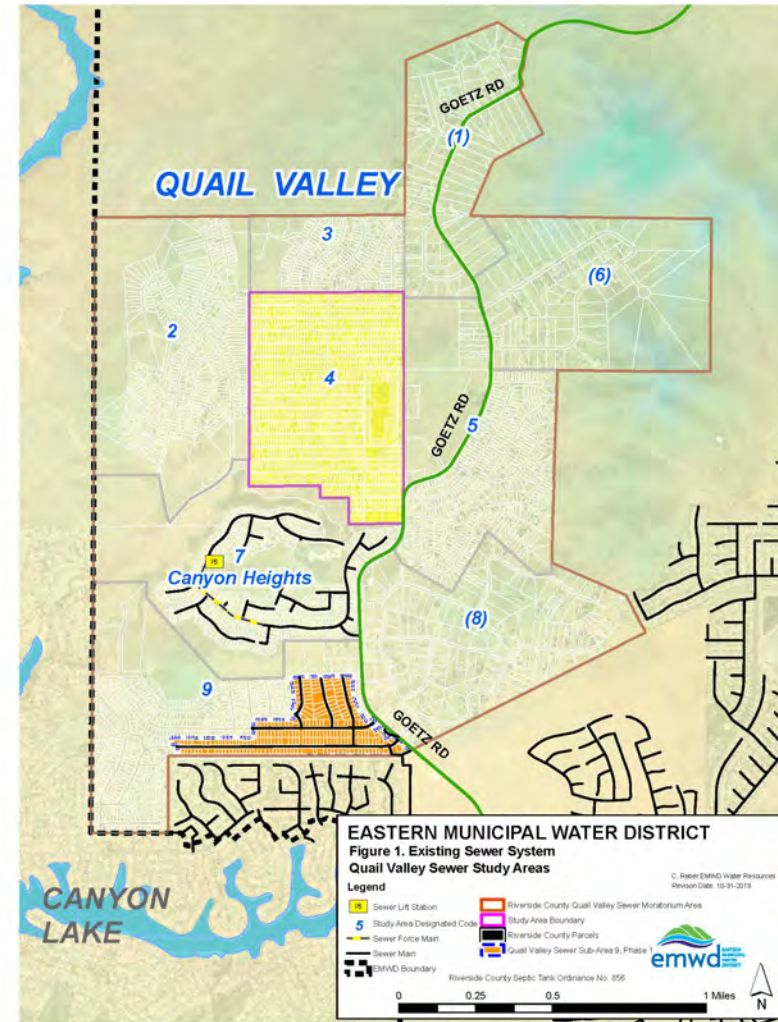 GOETZ RD
(1)
QUAIL VALLEY
3
(6)
2
4
GOETZ RD
5
7
Canyon Heights
(8)
9
GOETZ RD
CANYON
LAKE
EASTERN MUNICIPAL WATER DISTRICT
Figure 1. Existing Sewer System
Quail Valley Sewer Study Areas
C. Reber EMWD Water Resources
Revision Date: 10-31-2019
Legend
Sewer Lift Station
5 Study Area Designated Code
Sewer Force Main
Sewer Main
EMWD Boundary
Riverside County Quail Valley Sewer Moratorium Area
Study Area Boundary
Riverside County Parcels
Quail Valley Sewer Sub-Area 9, Phase 1
emwd
EASTERN
MUNICIPAL
WATER
DISTRICT
Riverside County Septic Tank Ordinance No. 856
0 0.25 0.5 1 Miles
N